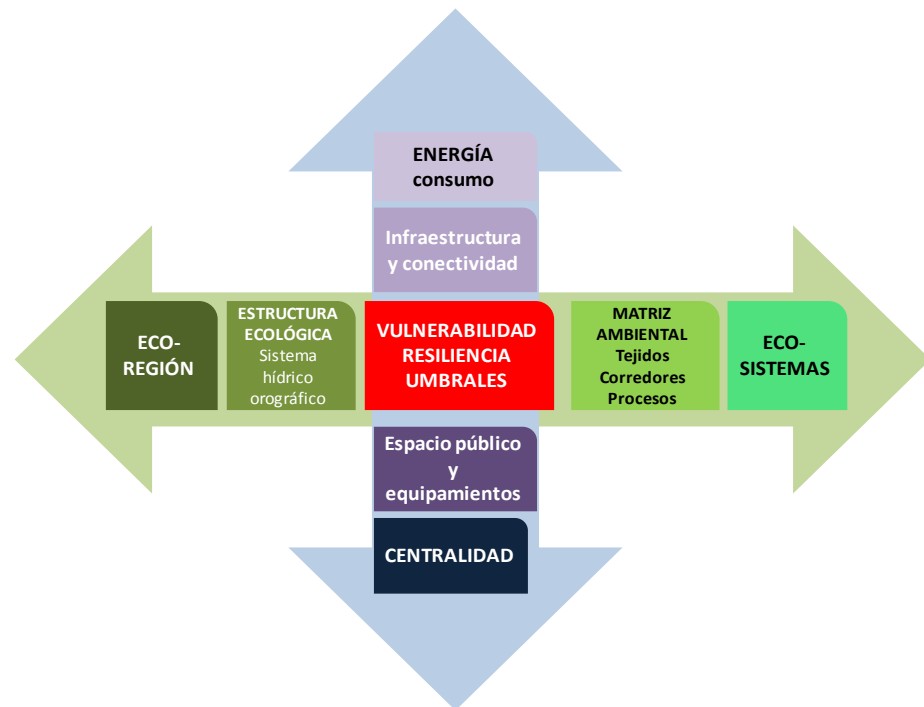 ENERGÍA
consumo
Infraestructura
y conectividad
ECO-
REGIÓN
ESTRUCTURA
ECOLÓGICA
Sistema
hídrico
orográfico
VULNERABILIDAD
RESILIENCIA
UMBRALES
MATRIZ
AMBIENTAL
Tejidos
Corredores
Procesos
ECO-
SISTEMAS
Espacio público
y
equipamientos
CENTRALIDAD